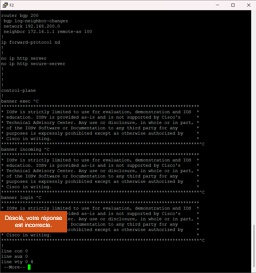 R2
router bgp 200
 bgp log-neighbor-changes
 network 192.168.200.0
 neighbor 172.16.1.1 remote-as 100
!
ip forward-protocol nd
!
!
no ip http server
no ip http secure-server
!
!
!
!
control-plane
!
!
banner exec ^C
**************************************************************************
* IOSv is strictly limited to use for evaluation, demonstration and IOS  *
* education. IOSv is provided as-is and is not supported by Cisco's      *
* Technical Advisory Center. Any use or disclosure, in whole or in part, *
* of the IOSv Software or Documentation to any third party for any       *
* purposes is expressly prohibited except as otherwise authorized by     *
* Cisco in writing.                                                      *
**************************************************************************^C
banner incoming ^C
**************************************************************************
* IOSv is strictly limited to use for evaluation, demonstration and IOS  *
* education. IOSv is provided as-is and is not supported by Cisco's      *
* Technical Advisory Center. Any use or disclosure, in whole or in part, *
* of the IOSv Software or Documentation to any third party for any       *
* purposes is expressly prohibited except as otherwise authorized by     *
* Cisco in writing.                                                      *
**************************************************************************^C
banner login ^C
**************************************************************************
* IOSv is strictly limited to use for evaluation, demonstration and IOS  *
Désolé, votre réponse
est incorrecte.
is provided as-is and is not supported by Cisco's      *
Center. Any use or disclosure, in whole or in part, *
Software or Documentation to any third party for any       *
expressly prohibited except as otherwise authorized by     *
* Cisco in writing.                                                      *
**************************************************************************^C
!
line con 0
line aux 0
line vty 0 4
--More--